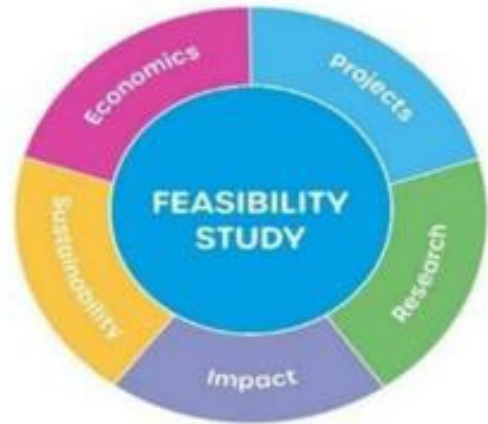 FEASIBILITY
STUDY
Economics
Projects
Research
Impact
Sustainability